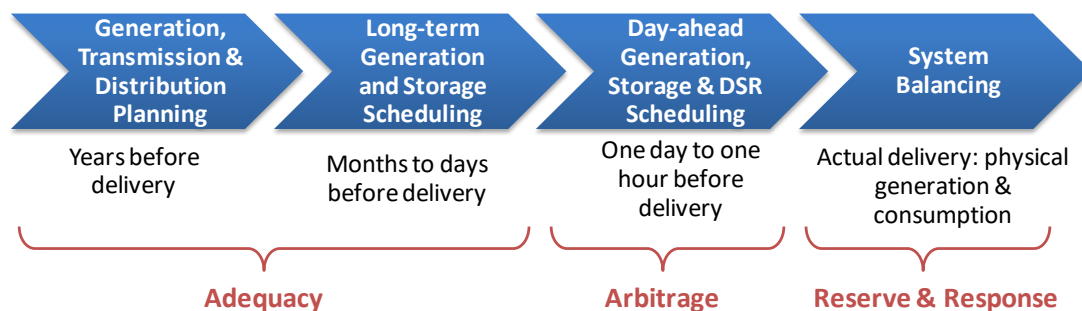 Generation,
Transmission &
Distribution
Planning
Long-term
Generation
and Storage
Scheduling
Day-ahead
Generation,
Storage & DSR
Scheduling
System
Balancing
Years before
delivery
Months to days
before delivery
One day to one
hour before
delivery
Actual delivery: physical
generation &
consumption
Adequacy
Arbitrage
Reserve & Response